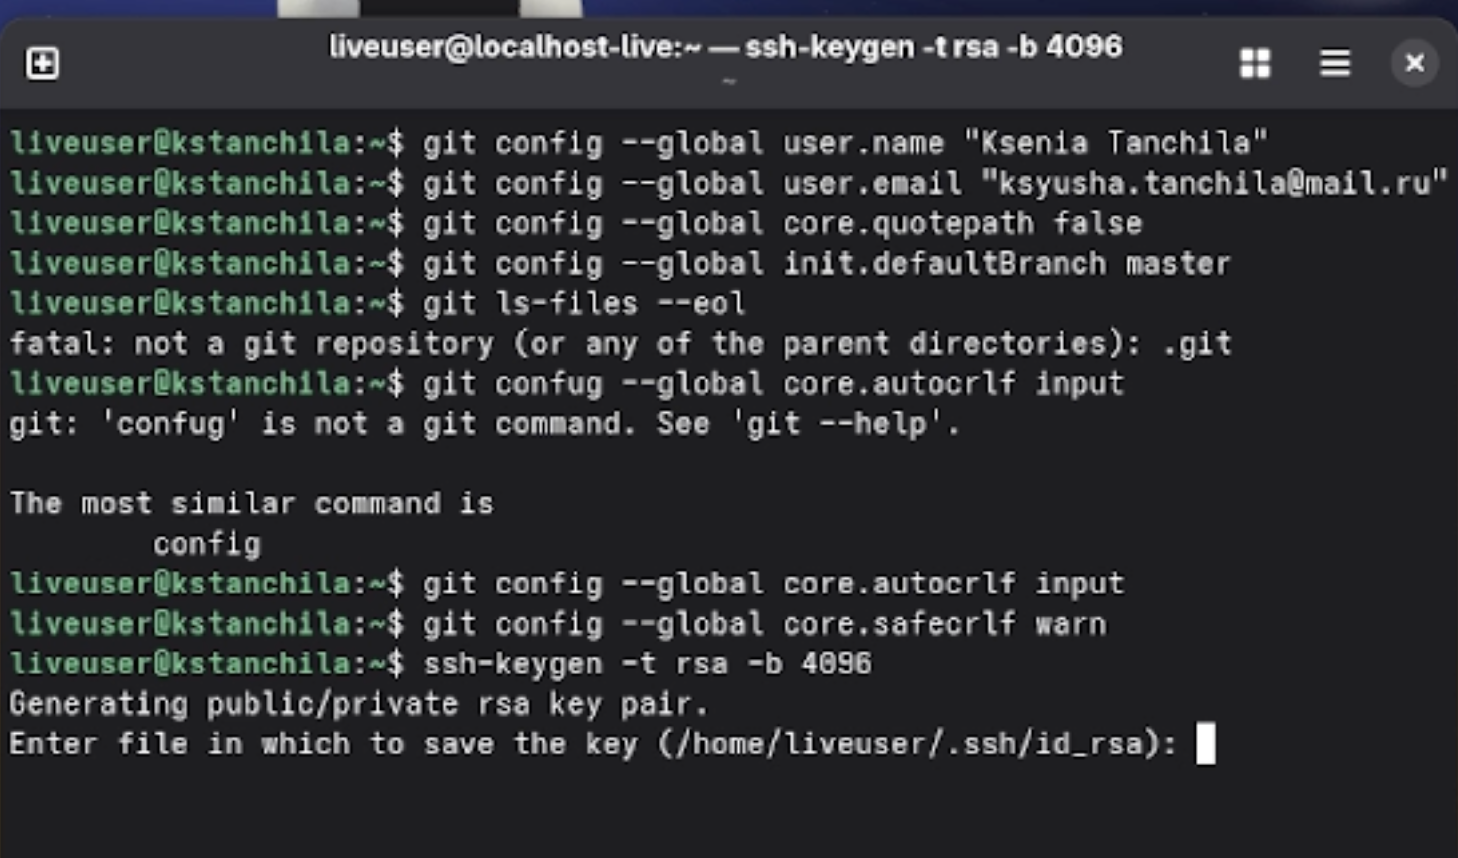 liveuser@localhost-live:~ — ssh-keygen -t rsa -b 4096
~
liveuser@kstanchila:~$ git config --global user.name "Ksenia Tanchila"
liveuser@kstanchila:~$ git config --global user.email "ksyusha.tanchila@mail.ru"
liveuser@kstanchila:~$ git config --global core.quotepath false
liveuser@kstanchila:~$ git config --global init.defaultBranch master
liveuser@kstanchila:~$ git ls-files --eol
fatal: not a git repository (or any of the parent directories): .git
liveuser@kstanchila:~$ git confug --global core.autocrlf input
git: 'confug' is not a git command. See 'git --help'.

The most similar command is
        config
liveuser@kstanchila:~$ git config --global core.autocrlf input
liveuser@kstanchila:~$ git config --global core.safecrlf warn
liveuser@kstanchila:~$ ssh-keygen -t rsa -b 4096
Generating public/private rsa key pair.
Enter file in which to save the key (/home/liveuser/.ssh/id_rsa):